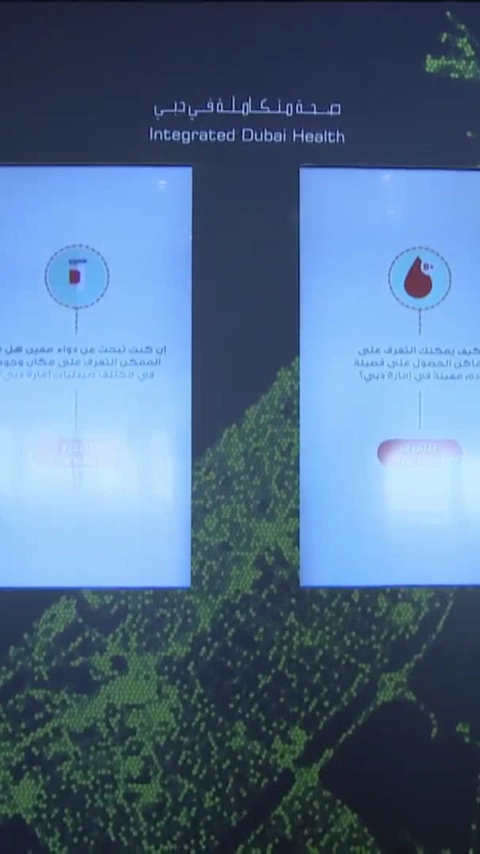 صحة متكاملة في دبي
Integrated Dubai Health
إن كنت تبحث عن دواء معين هل
الممكن التعرف على مكان وجود
في مختلف صيدليات إمارة دبي؟
B+
كيف يمكنك التعرف على
الحصول على فصيلة
دم معينة في إمارة دبي؟